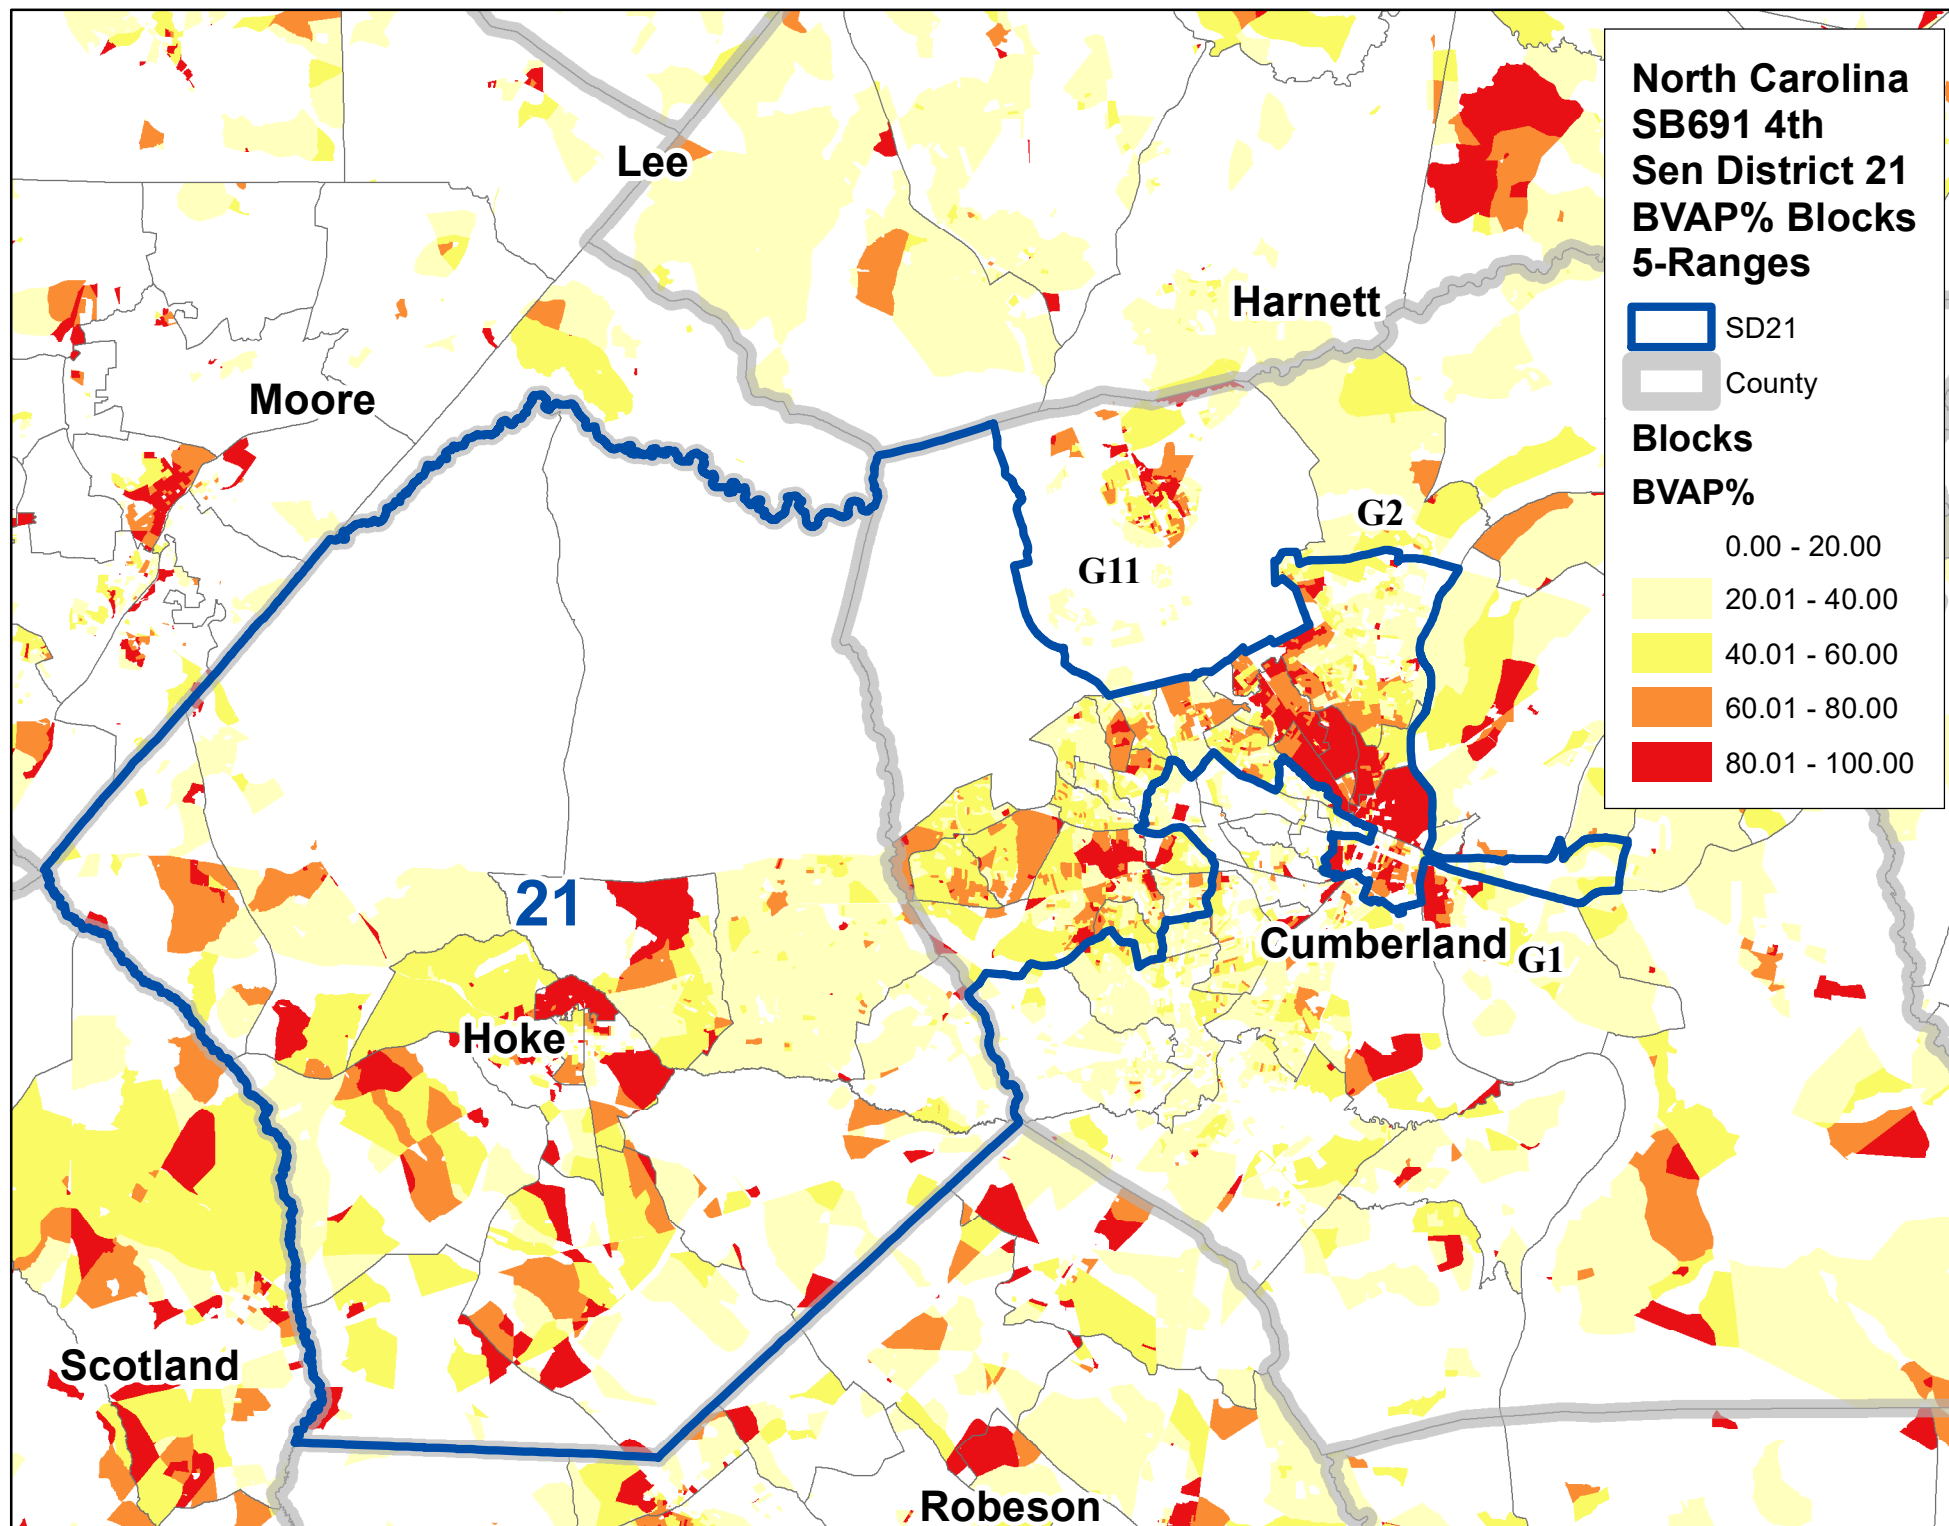 North Carolina
SB691 4th
Sen District 21
BVAP% Blocks
5-Ranges
SD21
County
Blocks
BVAP%
0.00 - 20.00
20.01 - 40.00
40.01 - 60.00
60.01 - 80.00
80.01 - 100.00
Lee
Harnett
Moore
G2
G11
21
Cumberland
G1
Hoke
Scotland
Robeson